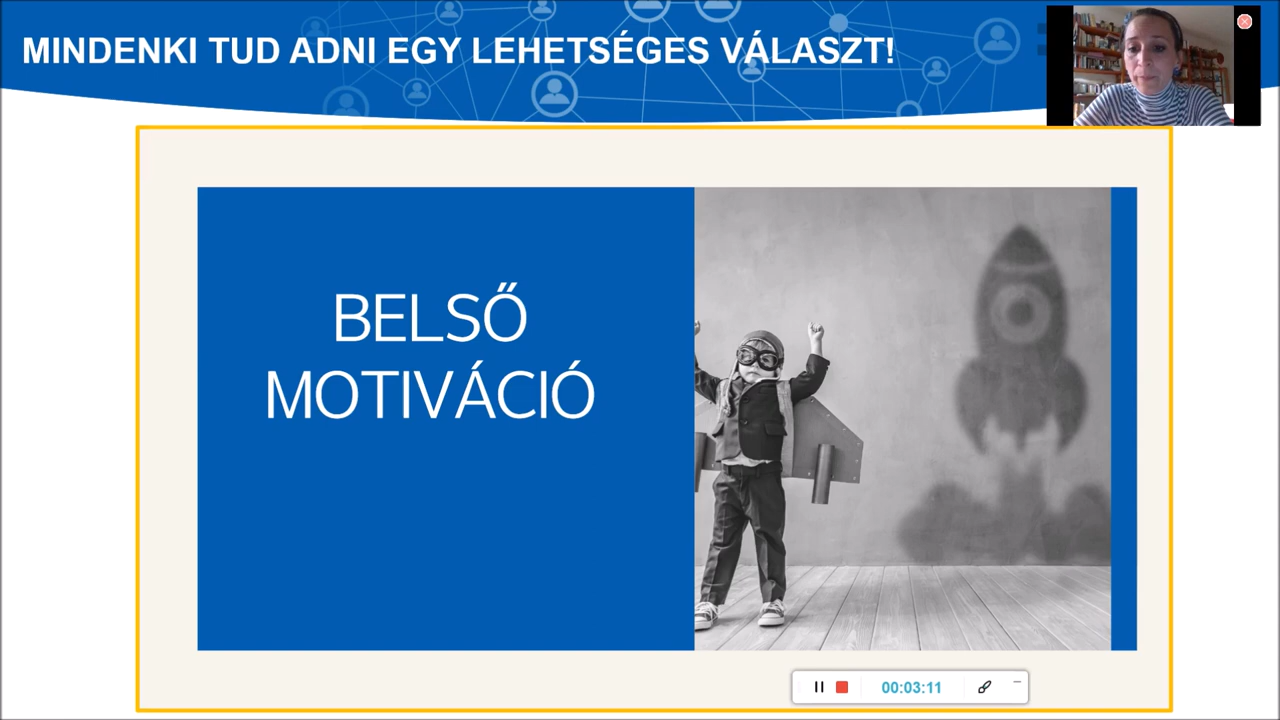 MINDENKI TUD ADNI EGY LEHETSÉGES VÁLASZT!
BELSŐ
MOTIVÁCIÓ
00:03:11